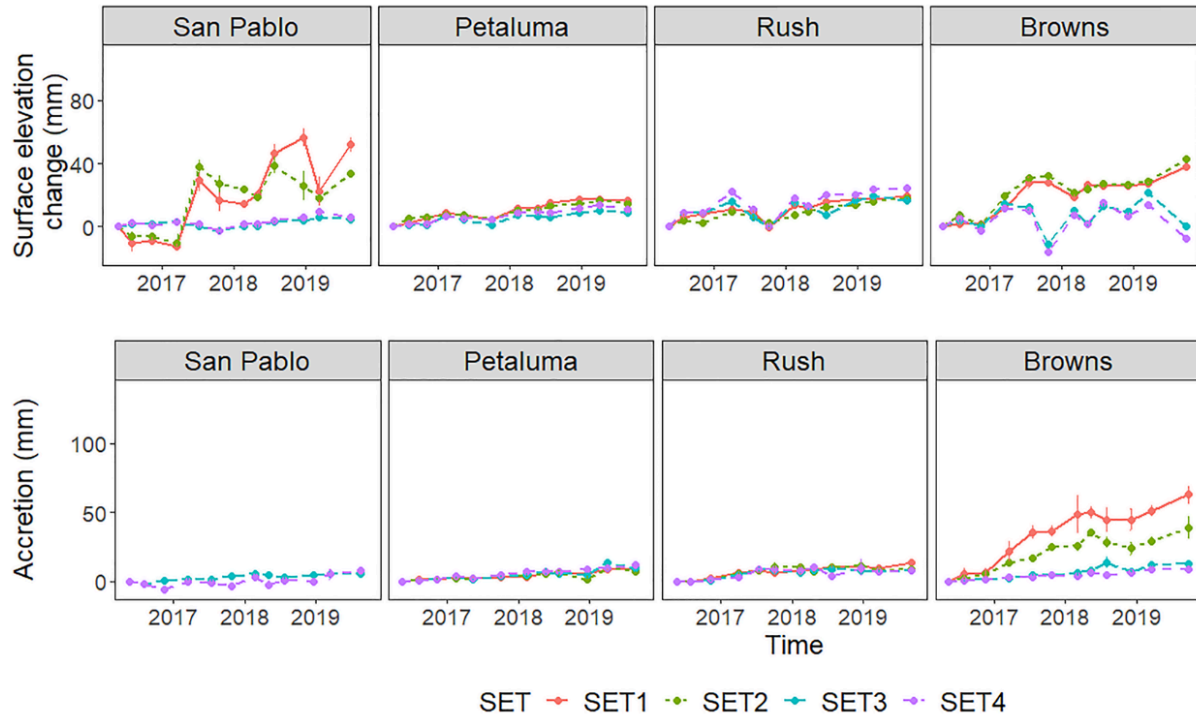 San Pablo Petaluma Rush Browns
Surface elevation
change (mm)
80
40
0
2017 2018 2019 2017 2018 2019 2017 2018 2019 2017 2018 2019
San Pablo Petaluma Rush Browns
Accretion (mm)
100
50
0
2017 2018 2019 2017 2018 2019 2017 2018 2019 2017 2018 2019
Time
SET SET1 SET2 SET3 SET4